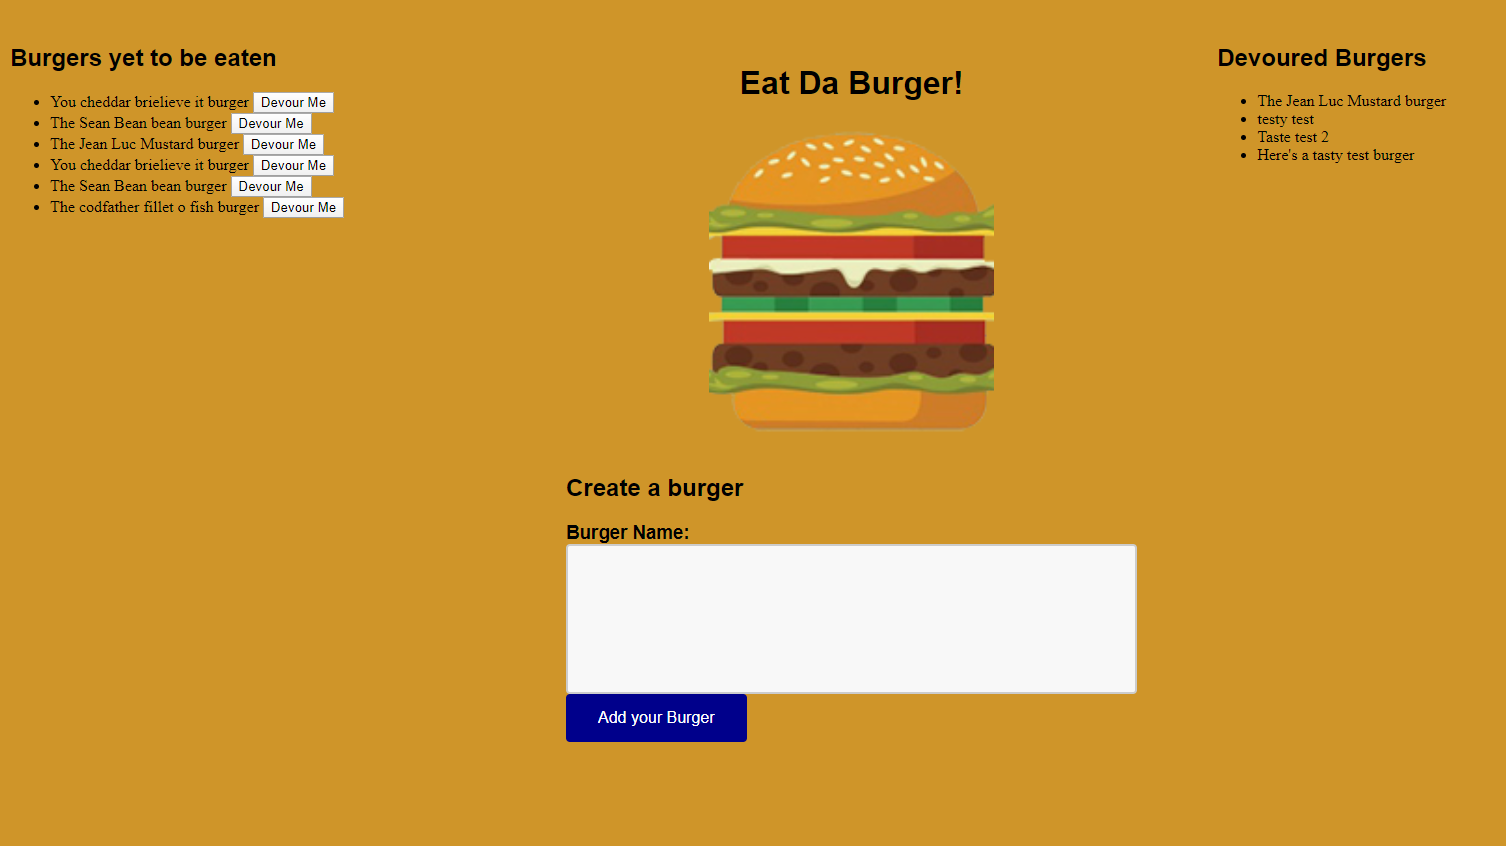 Burgers yet to be eaten
You cheddar brielieve it burger Devour Me
The Sean Bean bean burger Devour Me
The Jean Luc Mustard burger Devour Me
You cheddar brielieve it burger Devour Me
The Sean Bean bean burger Devour Me
The codfather fillet o fish burger Devour Me
Eat Da Burger!
Create a burger
Burger Name:
Add your Burger
Devoured Burgers
The Jean Luc Mustard burger
testy test
Taste test 2
Here's a tasty test burger